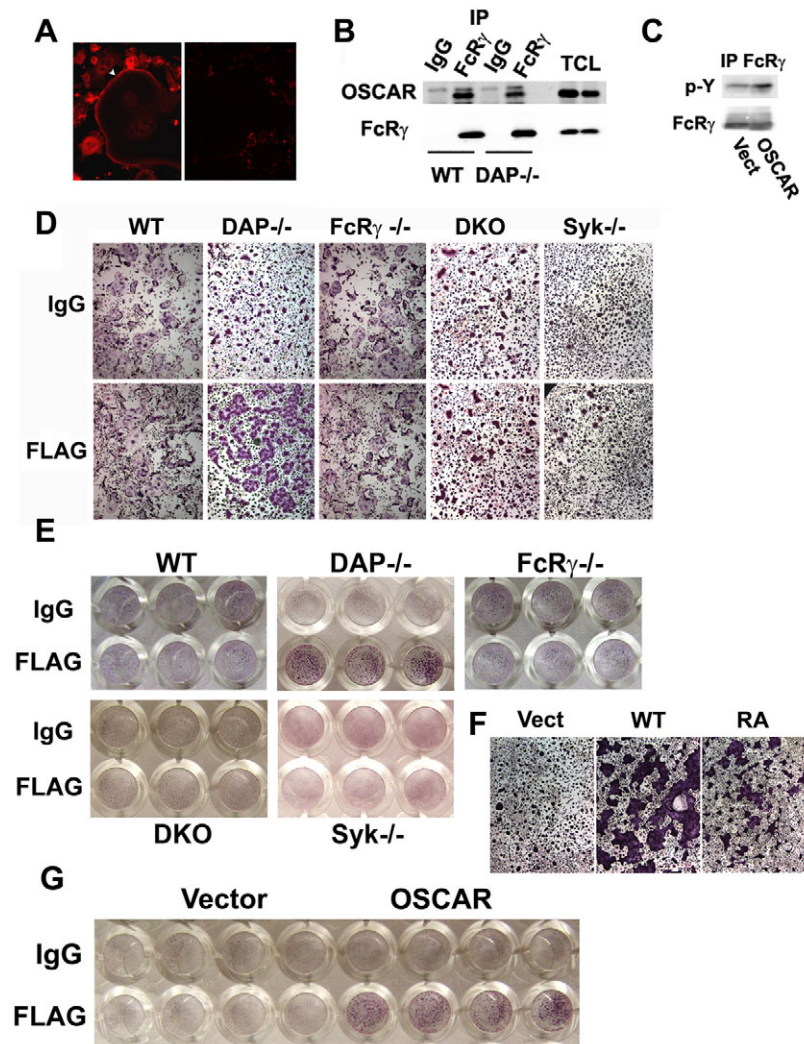 A
B
IP
IgG
FcRγ
IgG
FcRγ
TCL
OSCAR
FcRγ
WT DAP-/-
C
IP FcRγ
p-Y
FcRγ
Vect
OSCAR
D
WT DAP-/- FcRγ -/- DKO Syk-/-
IgG
FLAG
E
WT DAP-/- FcRγ-/-
IgG
FLAG
IgG
FLAG
DKO Syk-/-
F
Vect WT RA
G
Vector OSCAR
IgG
FLAG